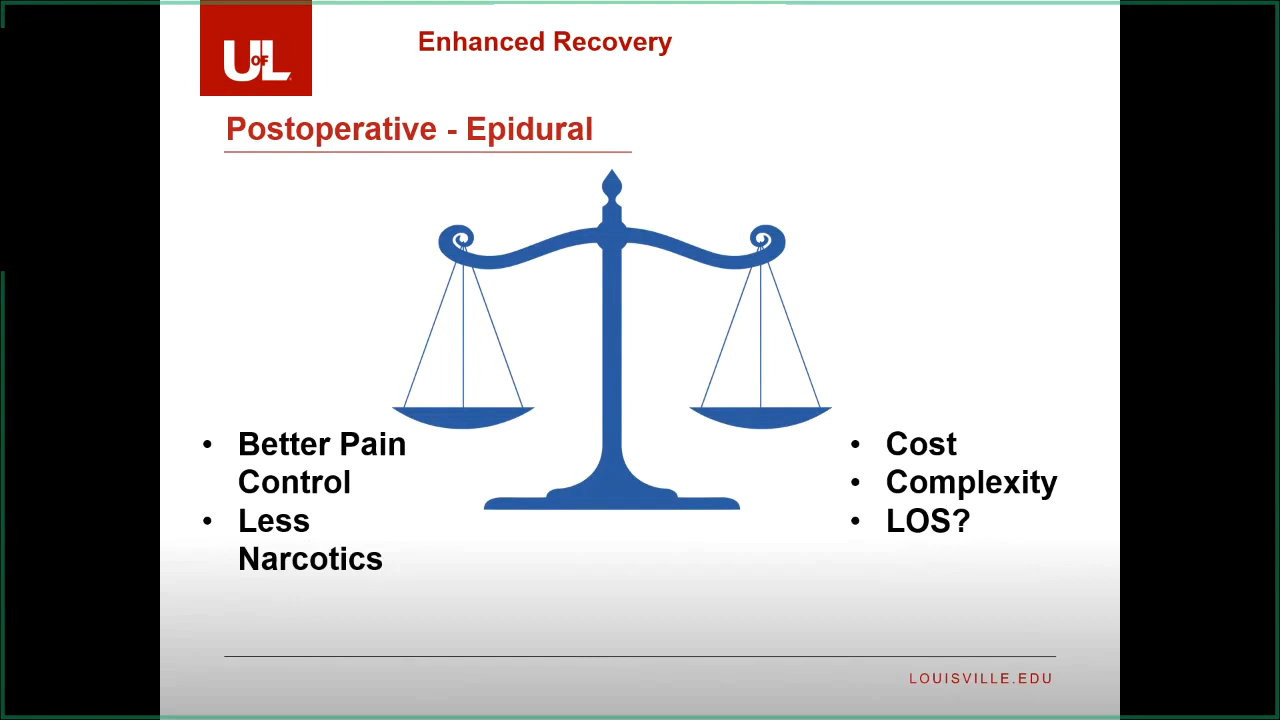 UOFL
Enhanced Recovery
Postoperative - Epidural
• Better Pain
Control
• Less
Narcotics
• Cost
• Complexity
• LOS?
LOUISVILLE.EDU